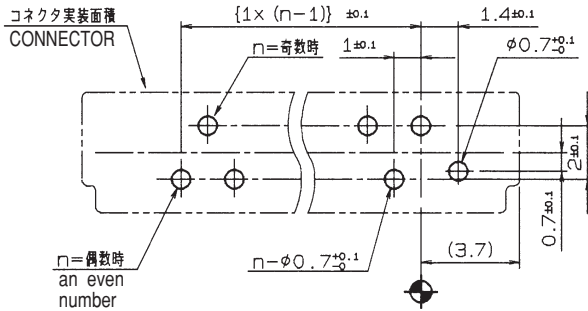 コネクタ実装面積
CONNECTOR
{1×(n-1)} ±0.1
1.4±0.1
n=奇数時
1±0.1
φ0.7+0.1-0
2±0.1
0.7±0.1
(3.7)
n-φ0.7+0.1-0
n=偶数時
an even
number